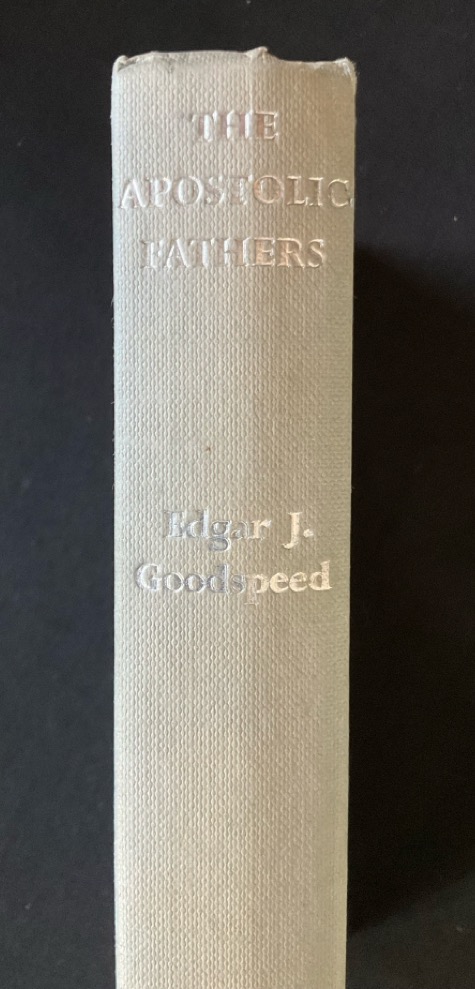 THE
APOSTOLIC
FATHERS
Edgar J.
Goodspeed